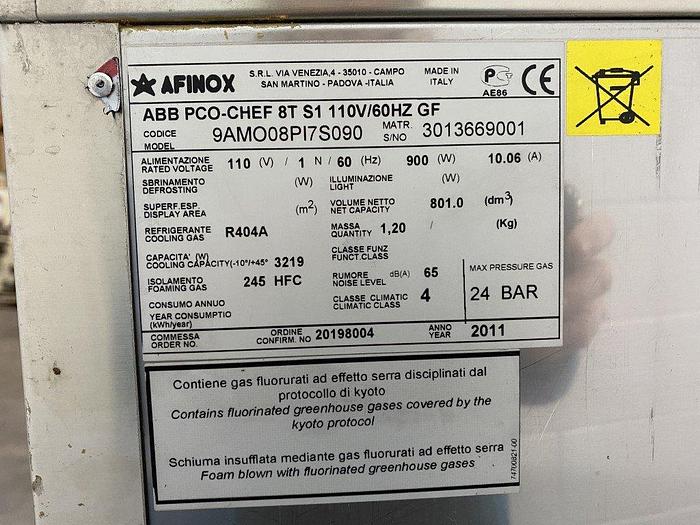 AFINOX
S.R.L. VIA VENEZIA,4 - 35010 - CAMPO
SAN MARTINO - PADOVA -ITALIA
MADE IN
ITALY
PC
AE86
CE
ABB PCO-CHEF 8T S1 110V/60HZ GF
CODICE
MODEL
9AMO08PI7S090
MATR.
S/NO
3013669001
ALIMENTAZIONE
RATED VOLTAGE
110 (V) / 1 N / 60 (Hz) 900 (W) 10.06 (A)
SBRINAMENTO
DEFROSTING
(W)
ILLUMINAZIONE
LIGHT
(W)
SUPERF.ESP.
DISPLAY AREA
(m²)
VOLUME NETTO
NET CAPACITY
801.0 (dm³)
REFRIGERANTE
COOLING GAS
R404A
MASSA
QUANTITY
1,20 / (Kg)
CAPACITA' (W)
COOLING CAPACITY(-10°/+45°
3219
CLASSE FUNZ
FUNCT.CLASS
ISOLAMENTO
FOAMING GAS
245 HFC
RUMORE
NOISE LEVEL
dB(A) 65
MAX PRESSURE GAS
24 BAR
CONSUMO ANNUO
YEAR CONSUMPTIO
(kWh/year)
CLASSE CLIMATIC
CLIMATIC CLASS
4
COMMESSA
ORDER NO.
ORDINE
CONFIRM. NO
20198004
ANNO
YEAR
2011
Contiene gas fluorurati ad effetto serra disciplinati dal
protocollo di kyoto
Contains fluorinated greenhouse gases covered by the
kyoto protocol
Schiuma insufflata mediante gas fluorurati ad effetto serra
Foam blown with fluorinated greenhouse gases
74700821-00